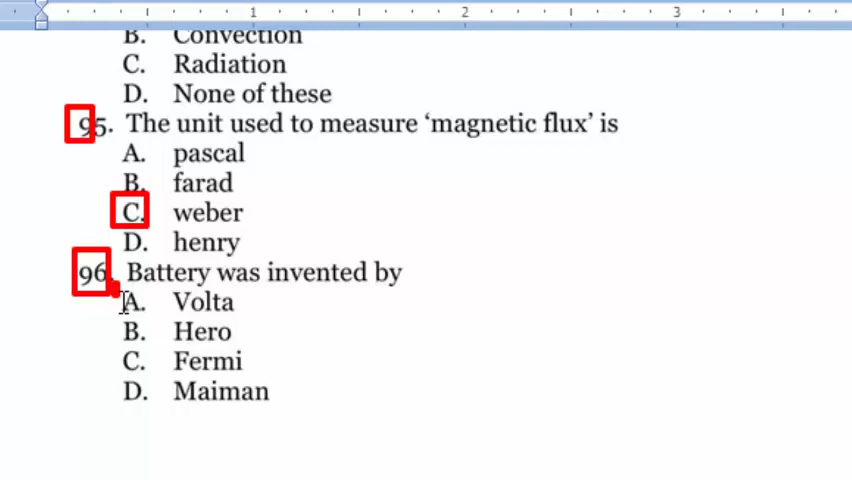 1 2 3
B. Convection
C. Radiation
D. None of these
95. The unit used to measure ‘magnetic flux’ is
A. pascal
B. farad
C. weber
D. henry
96. Battery was invented by
A. Volta
B. Hero
C. Fermi
D. Maiman